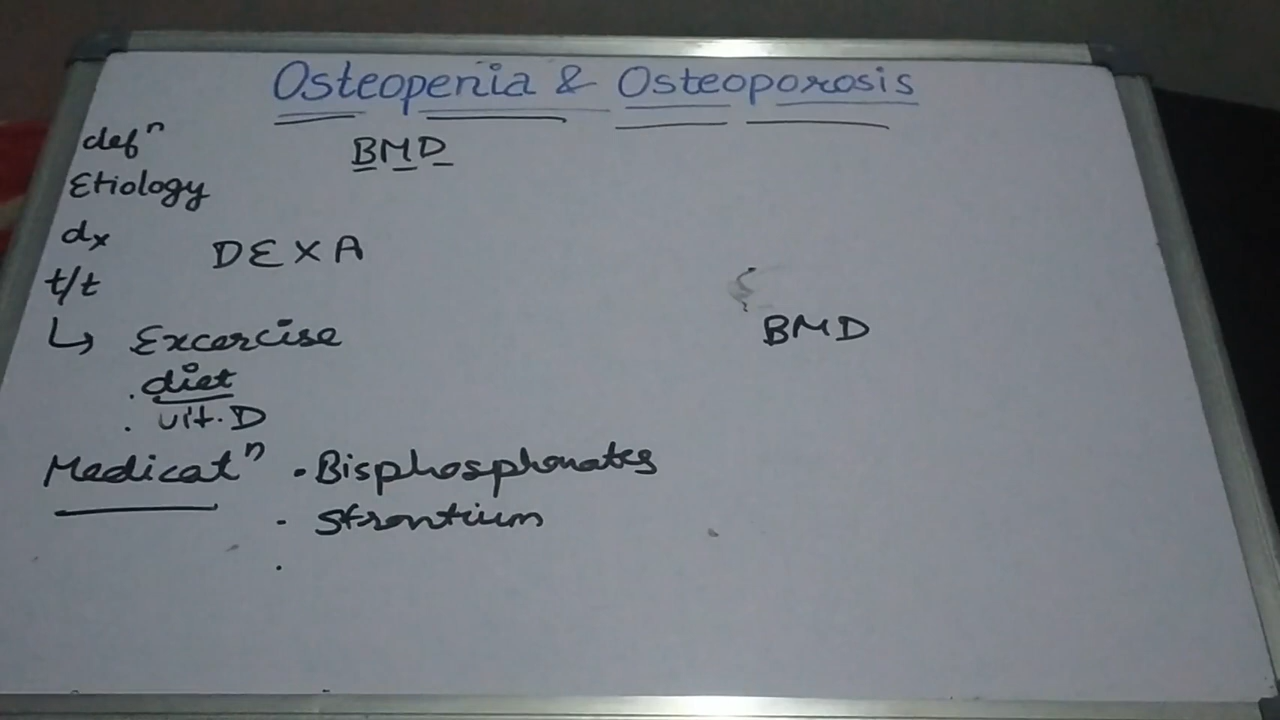 Osteopenia & Osteoporosis
defⁿ
BMD
Etiology
dx
DEXA
t/t
BMD
↳ Excercise
. diet
. vit. D
Medicatⁿ . Bisphosphonates
. Strontium
.